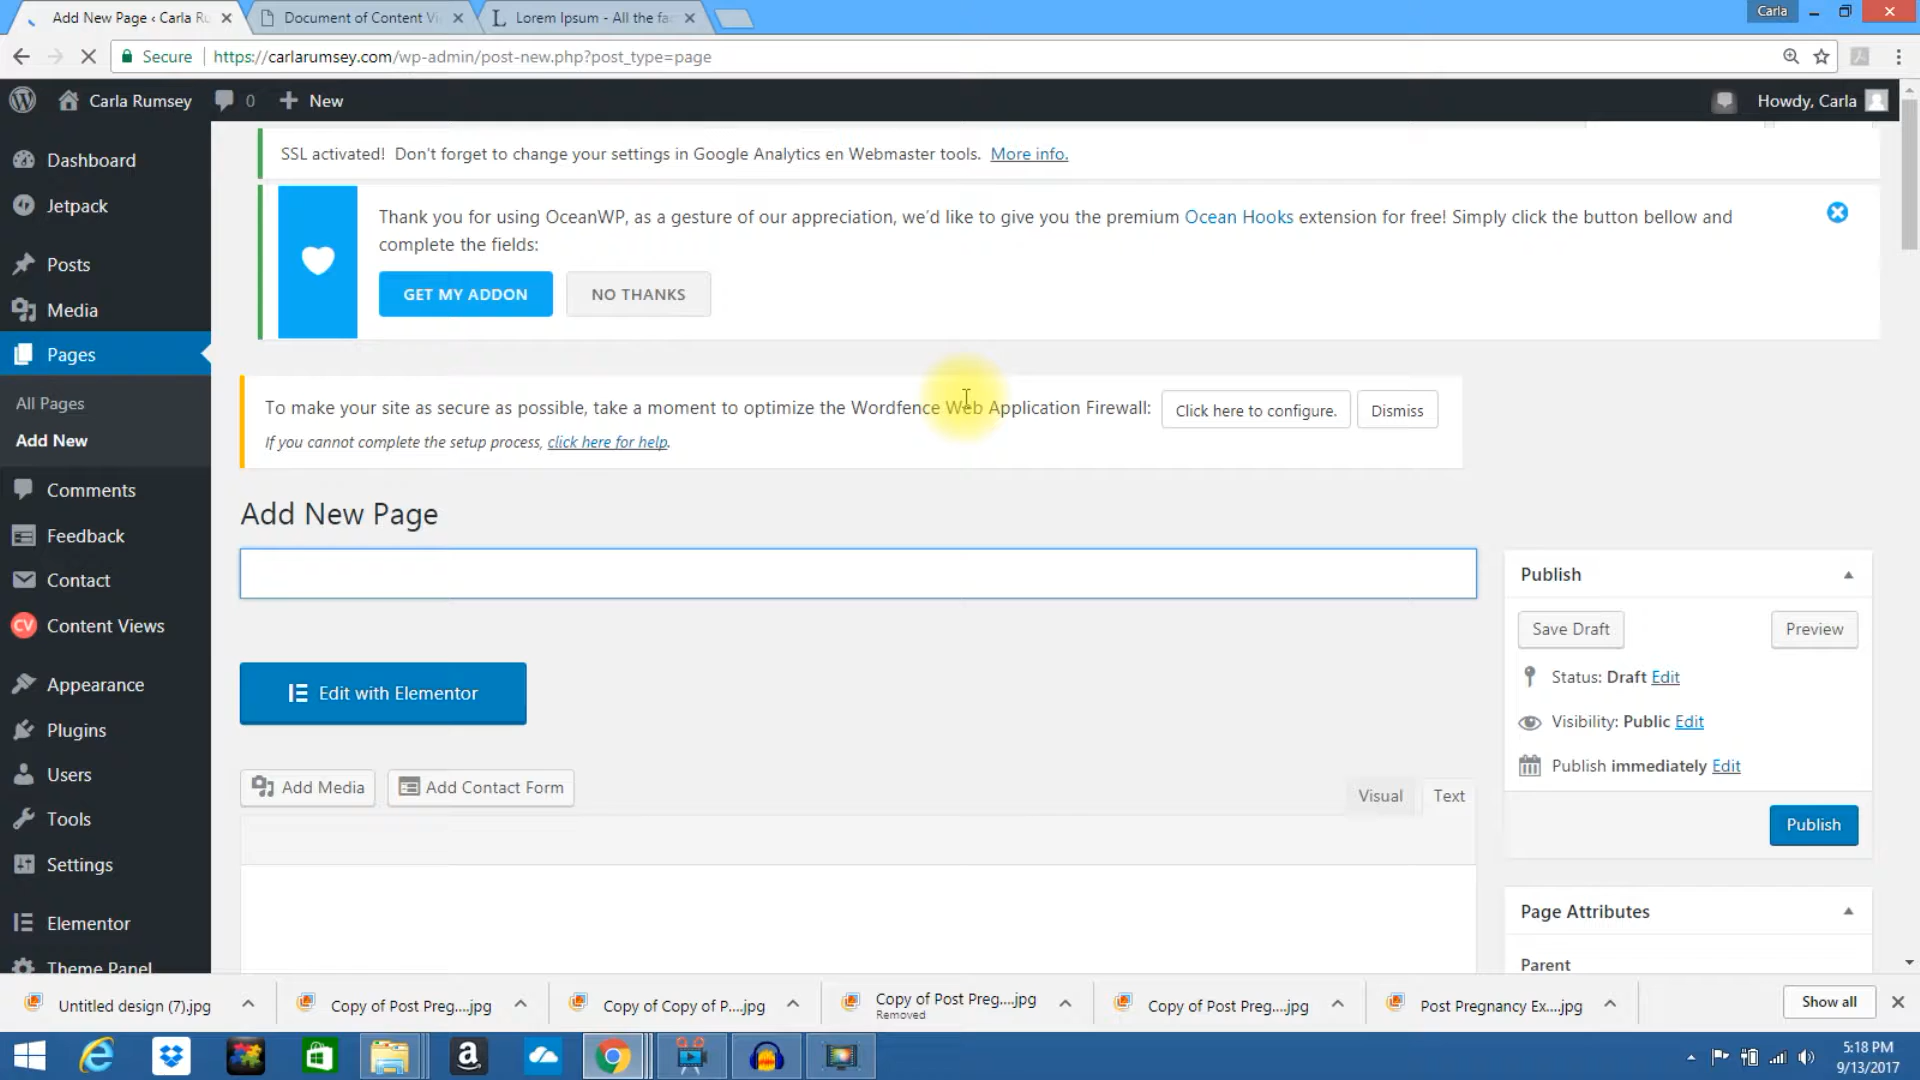 Add New Page ‹ Carla Ru
Document of Content Vi
Lorem Ipsum - All the fa
Carla
Secure
https://carlarumsey.com/wp-admin/post-new.php?post_type=page
Carla Rumsey
0
New
Howdy, Carla
Dashboard
Jetpack
Posts
Media
Pages
All Pages
Add New
Comments
Feedback
Contact
CV Content Views
Appearance
Plugins
Users
Tools
Settings
Elementor
Theme Panel
SSL activated! Don't forget to change your settings in Google Analytics en Webmaster tools. More info.
Thank you for using OceanWP, as a gesture of our appreciation, we'd like to give you the premium Ocean Hooks extension for free! Simply click the button bellow and
complete the fields:
GET MY ADDON
NO THANKS
To make your site as secure as possible, take a moment to optimize the Wordfence Web Application Firewall:
Click here to configure.
Dismiss
If you cannot complete the setup process, click here for help.
Add New Page
Edit with Elementor
Add Media
Add Contact Form
Visual
Text
Publish
Save Draft
Preview
Status: Draft Edit
Visibility: Public Edit
Publish immediately Edit
Publish
Page Attributes
Parent
Untitled design (7).jpg
Copy of Post Preg....jpg
Copy of Copy of P....jpg
Copy of Post Preg....jpg
Removed
Copy of Post Preg....jpg
Post Pregnancy Ex....jpg
Show all
5:18 PM
9/13/2017